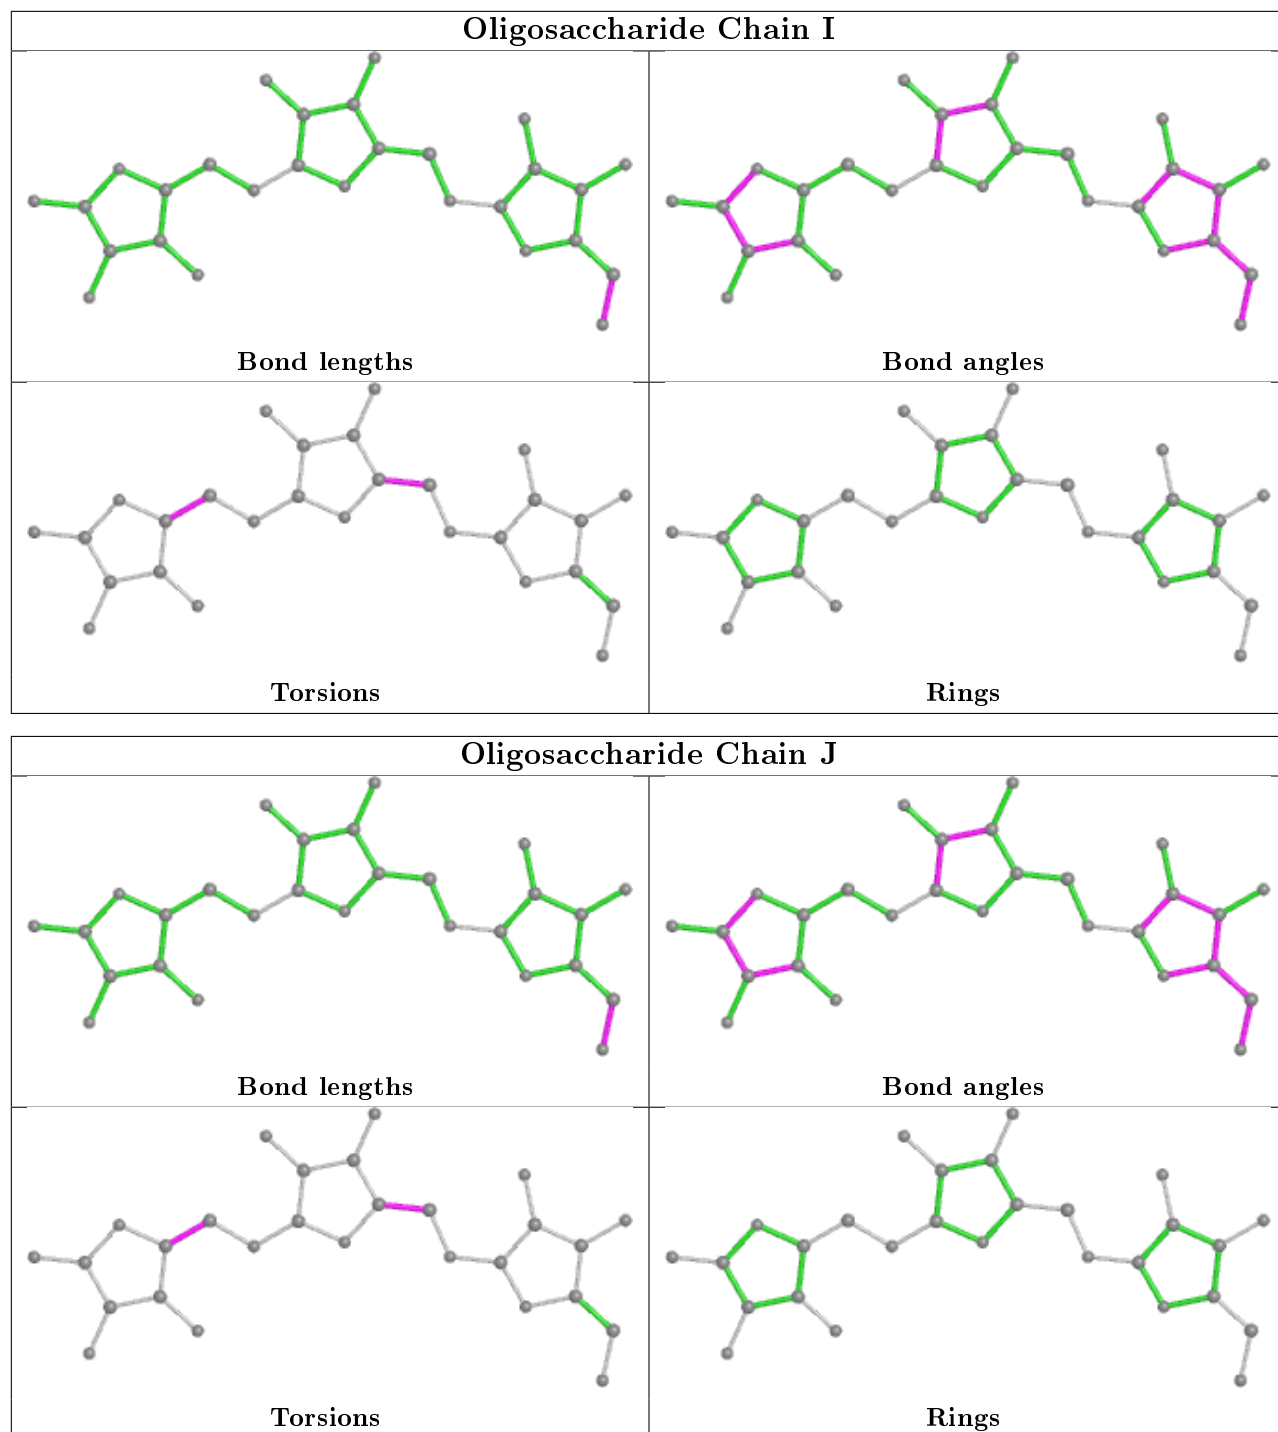 Oligosaccharide Chain I
Bond lengths
Bond angles
Torsions
Rings
Oligosaccharide Chain J
Bond lengths
Bond angles
Torsions
Rings